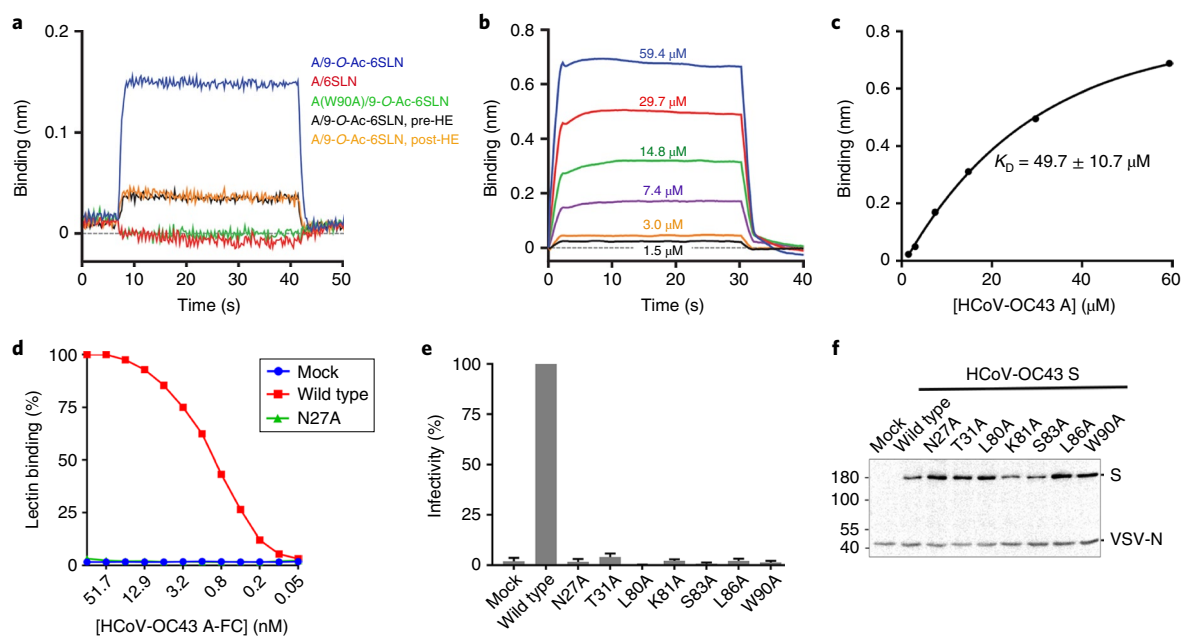 a
0.2
0.1
0
Binding (nm)
0 10 20 30 40 50
Time (s)
A/9-O-Ac-6SLN
A/6SLN
A(W90A)/9-O-Ac-6SLN
A/9-O-Ac-6SLN, pre-HE
A/9-O-Ac-6SLN, post-HE
b
0.8
0.6
0.4
0.2
0
Binding (nm)
59.4 μM
29.7 μM
14.8 μM
7.4 μM
3.0 μM
1.5 μM
0 10 20 30 40
Time (s)
c
0.8
0.6
0.4
0.2
0
Binding (nm)
KD = 49.7 ± 10.7 μM
0 20 40 60
[HCoV-OC43 A] (μM)
d
100
75
50
25
0
Lectin binding (%)
Mock
Wild type
N27A
51.7 12.9 3.2 0.8 0.2 0.05
[HCoV-OC43 A-FC] (nM)
e
100
75
50
25
0
Infectivity (%)
Mock Wild type N27A T31A L80A K81A S83A L86A W90A
f
HCoV-OC43 S
Mock Wild type N27A T31A L80A K81A S83A L86A W90A
180
100
55
40
S
VSV-N